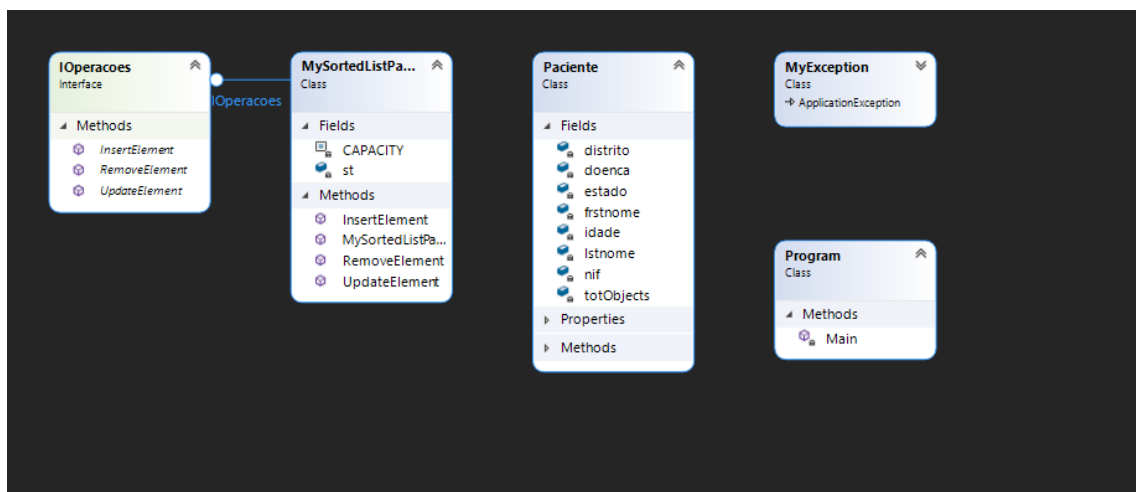 IOperacoes
Interface
Methods
InsertElement
RemoveElement
UpdateElement
IOperacoes
MySortedListPa...
Class
Fields
CAPACITY
st
Methods
InsertElement
MySortedListPa...
RemoveElement
UpdateElement
Paciente
Class
Fields
distrito
doenca
estado
frstnome
idade
lstnome
nif
totObjects
Properties
Methods
MyException
Class
ApplicationException
Program
Class
Methods
Main